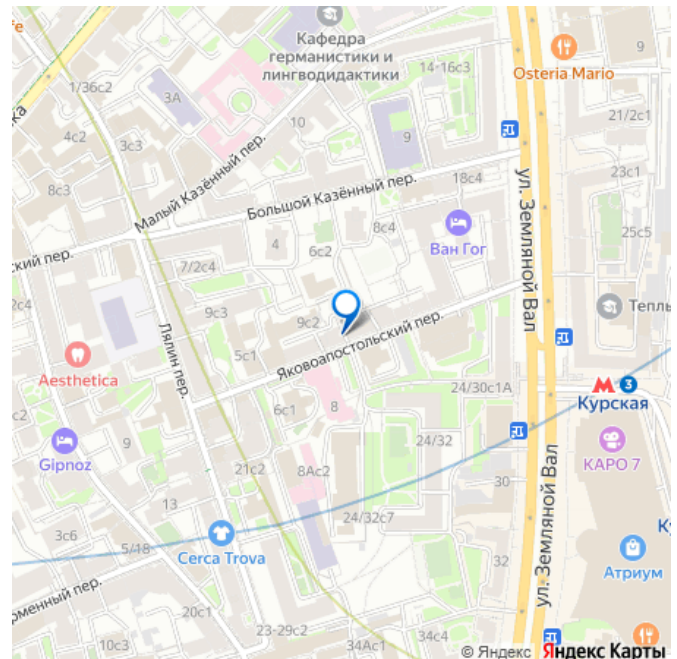 Кафедра
германистики и
лингводидактики
14-16с3
Osteria Mario
1/36с2
3А
10
21/2с1
4с2
3с3
9
8с3
Малый Казённый пер.
Большой Казённый пер.
18с4
23с1
ул. Земляной Вал
ский пер.
4
6с2
8с4
Ван Гог
25с5
7/2с4
2с4
9с3
9с2
Тепль
Ляпин пер.
5с1
Яковоапостольский пер.
Aesthetica
24/30с1А
3
Курская
6с1
8
9
24/32
КАРО 7
Gipnoz
21с2
8Ас2
13
30
24/32с7
3с6
5/18
Cerca Trova
ул. Земляной Вал
32
Атриум
рменный пер.
20с1
23-29с2
34с4
10с3
34Ас1
© Яндекс Яндекс Карты